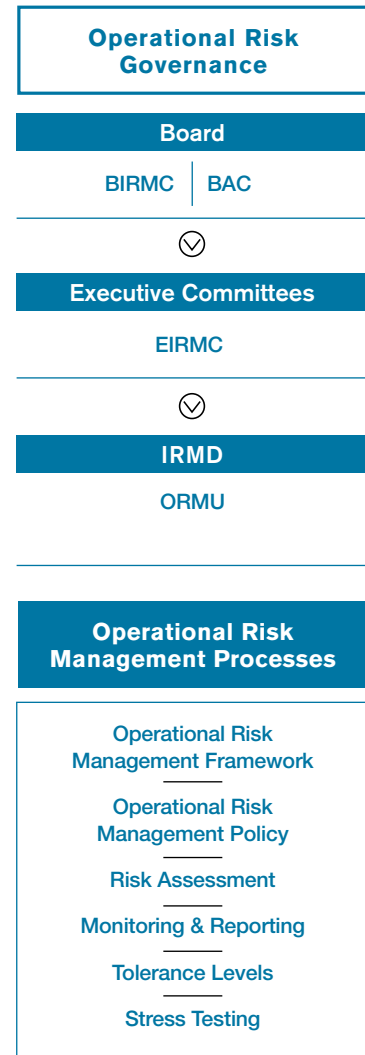 Operational Risk
Governance
Board
BIRMC BAC
Executive Committees
EIRMC
IRMD
ORMU
Operational Risk
Management Processes
Operational Risk
Management Framework
Operational Risk
Management Policy
Risk Assessment
Monitoring & Reporting
Tolerance Levels
Stress Testing